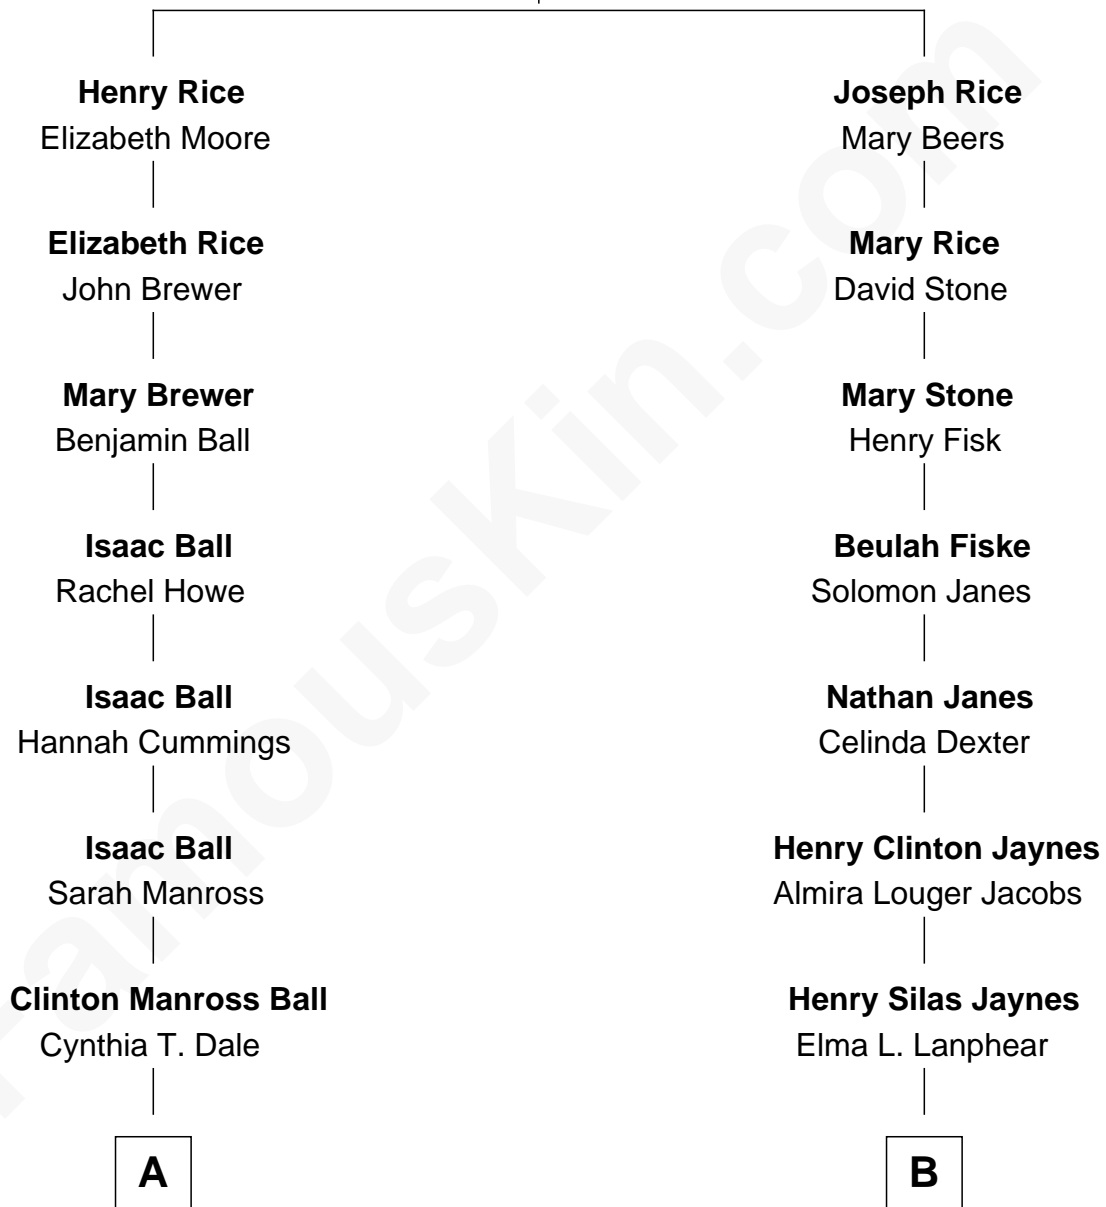 Henry Rice
Elizabeth Moore
Elizabeth Rice
John Brewer
Mary Brewer
Benjamin Ball
Isaac Ball
Rachel Howe
Isaac Ball
Hannah Cummings
Isaac Ball
Sarah Manross
Clinton Manross Ball
Cynthia T. Dale
A
Joseph Rice
Mary Beers
Mary Rice
David Stone
Mary Stone
Henry Fisk
Beulah Fiske
Solomon Janes
Nathan Janes
Celinda Dexter
Henry Clinton Jaynes
Almira Louger Jacobs
Henry Silas Jaynes
Elma L. Lanphear
B
FamousKin.com